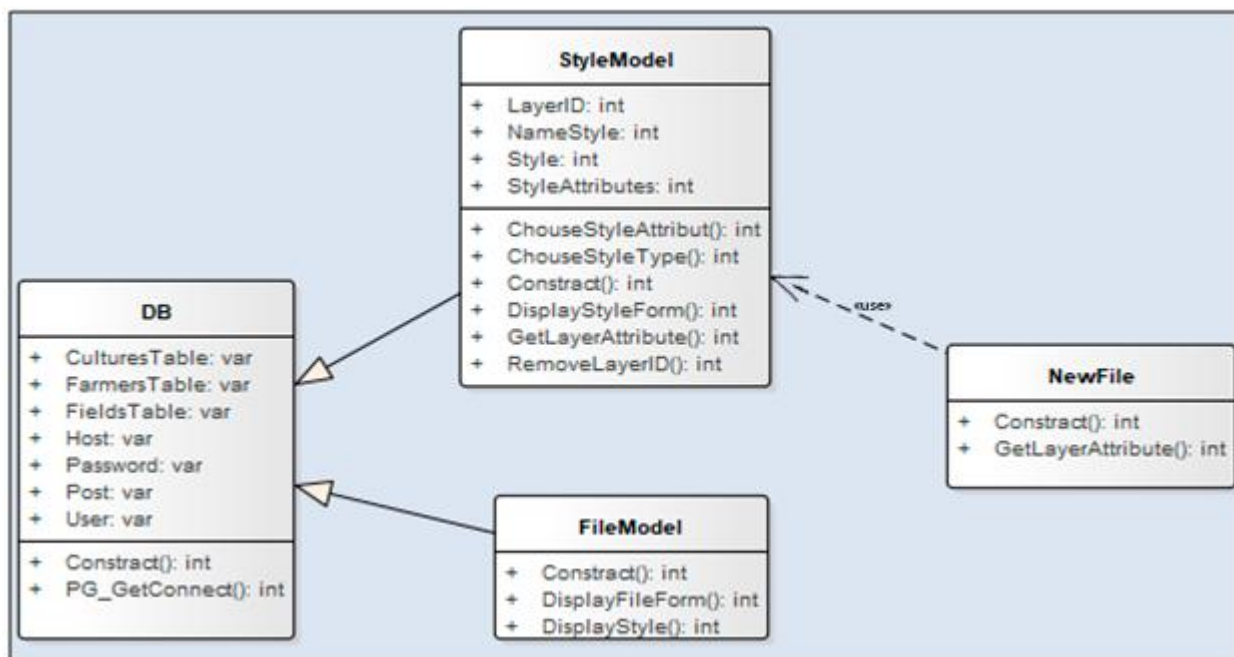 StyleModel
+ LayerID: int
+ NameStyle: int
+ Style: int
+ StyleAttributes: int
+ ChouseStyleAttribut(): int
+ ChouseStyleType(): int
+ Constract(): int
+ DisplayStyleForm(): int
+ GetLayerAttribute(): int
+ RemoveLayerID(): int
DB
+ CulturesTable: var
+ FarmersTable: var
+ FieldsTable: var
+ Host: var
+ Password: var
+ Post: var
+ User: var
+ Constract(): int
+ PG_GetConnect(): int
«use»
NewFile
+ Constract(): int
+ GetLayerAttribute(): int
FileModel
+ Constract(): int
+ DisplayFileForm(): int
+ DisplayStyle(): int